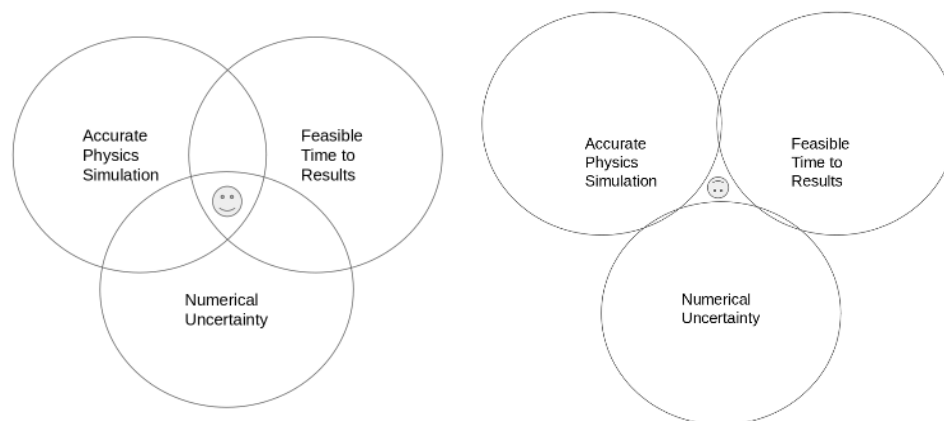 Accurate
Physics
Simulation
Feasible
Time to
Results
Numerical
Uncertainty
Accurate
Physics
Simulation
Feasible
Time to
Results
Numerical
Uncertainty